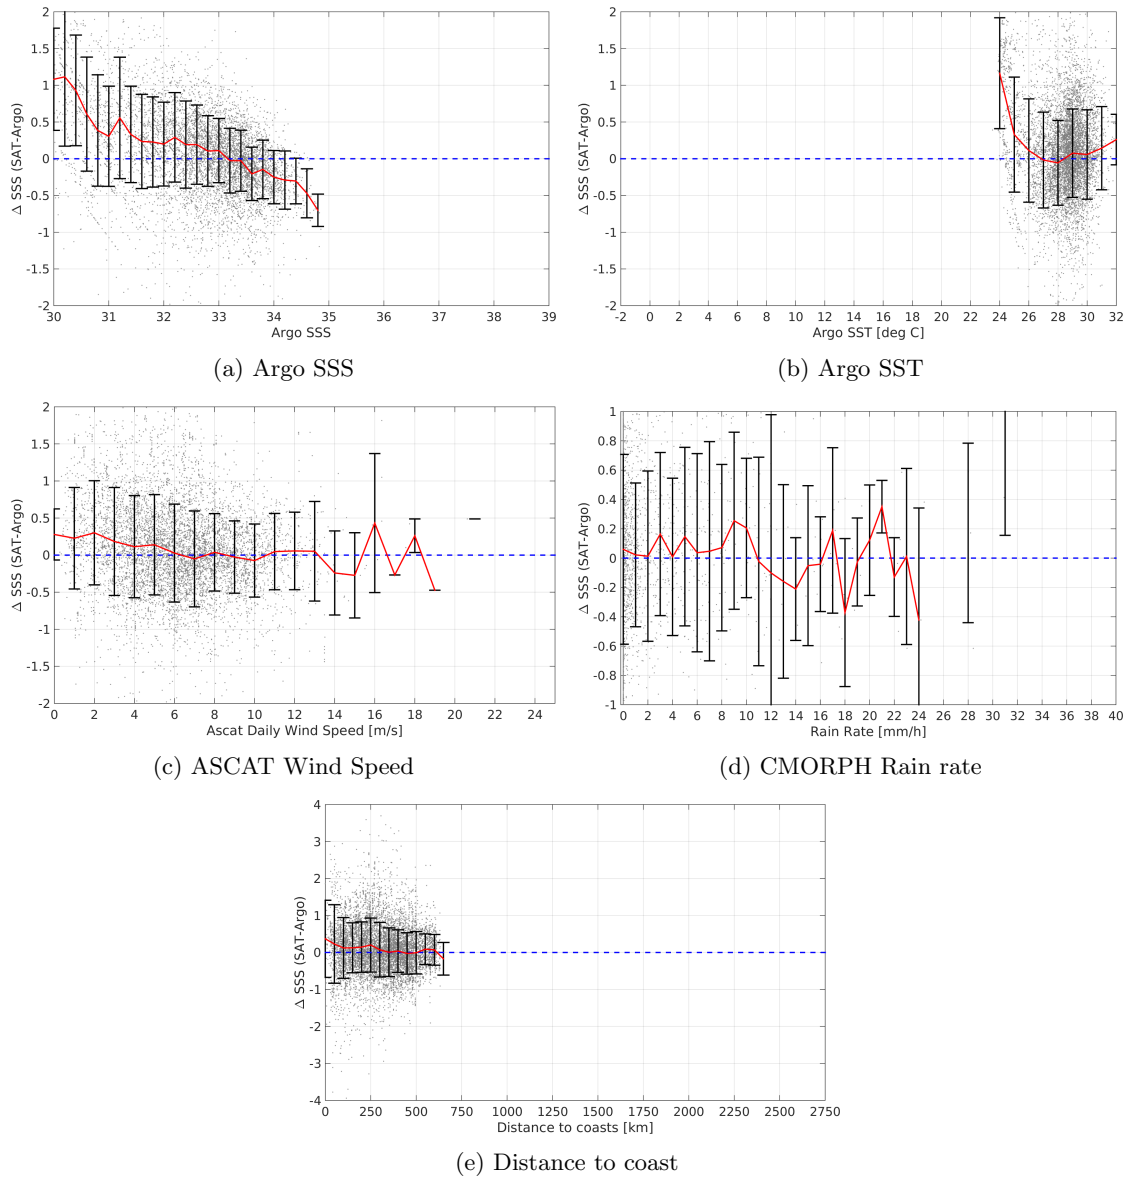 2
1.5
1
0.5
0
-0.5
-1
-1.5
-2
30 31 32 33 34 35 36 37 38 39
Δ SSS (SAT-Argo)
Argo SSS
(a) Argo SSS
2
1.5
1
0.5
0
-0.5
-1
-1.5
-2
-2 0 2 4 6 8 10 12 14 16 18 20 22 24 26 28 30 32
Δ SSS (SAT-Argo)
Argo SST [deg C]
(b) Argo SST
2
1.5
1
0.5
0
-0.5
-1
-1.5
-2
0 2 4 6 8 10 12 14 16 18 20 22 24
Δ SSS (SAT-Argo)
Ascat Daily Wind Speed [m/s]
(c) ASCAT Wind Speed
1
0.8
0.6
0.4
0.2
0
-0.2
-0.4
-0.6
-0.8
-1
0 2 4 6 8 10 12 14 16 18 20 22 24 26 28 30 32 34 36 38 40
Δ SSS (SAT-Argo)
Rain Rate [mm/h]
(d) CMORPH Rain rate
4
3
2
1
0
-1
-2
-3
-4
0 250 500 750 1000 1250 1500 1750 2000 2250 2500 2750
Δ SSS (SAT-Argo)
Distance to coasts [km]
(e) Distance to coast